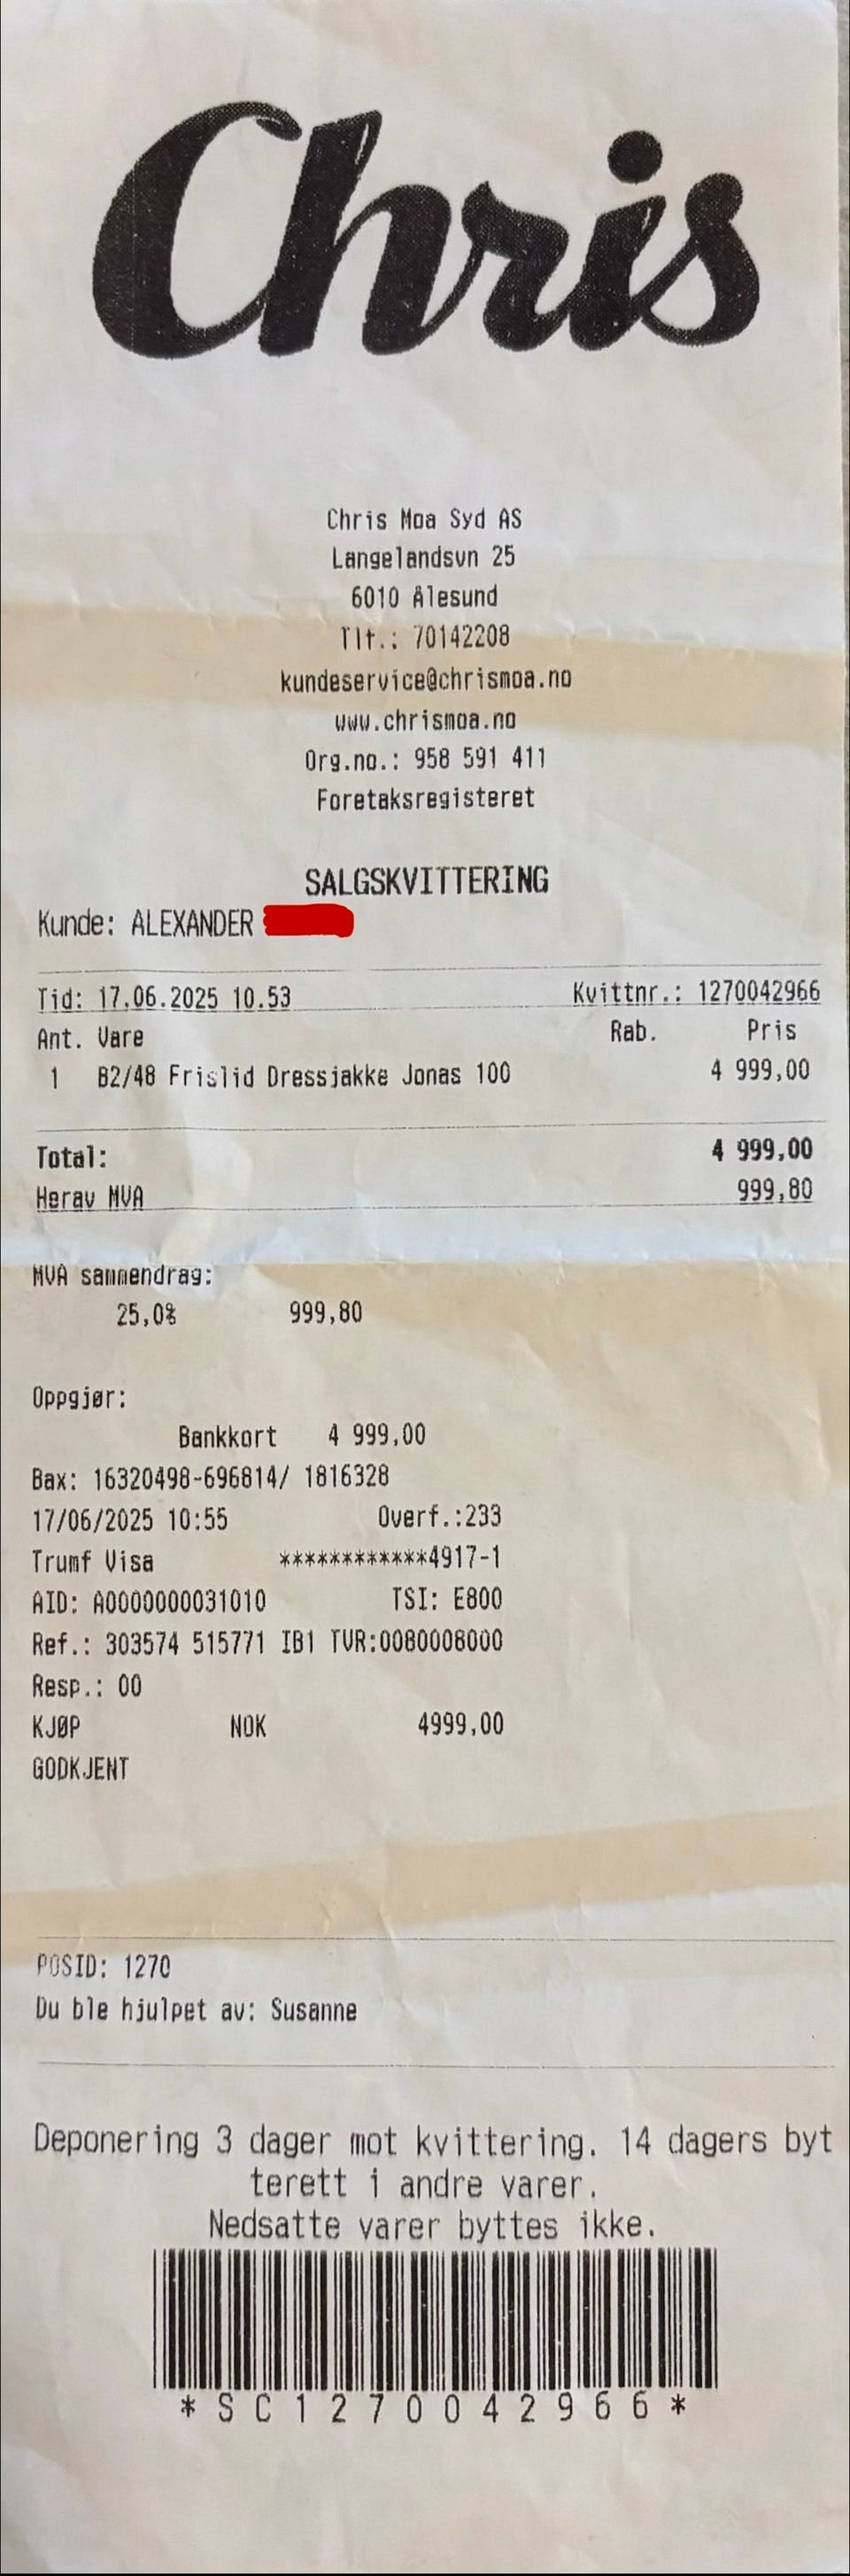 Chris
Chris Moa Syd AS
Langelandsvn 25
6010 Ålesund
Tlf.: 70142208
kundeservice@chrismoa.no
www.chrismoa.no
Org.no.: 958 591 411
Foretaksregisteret
SALGSKVITTERING
Kunde: ALEXANDER
Tid: 17.06.2025 10.53 Kvittnr.: 1270042966
Ant. Vare Rab. Pris
1 B2/48 Frislid Dressjakke Jonas 100 4 999,00
Total: 4 999,00
Herav MVA 999,80
MVA sammendrag:
25,0% 999,80
Oppgjør:
Bankkort 4 999,00
Bax: 16320498-696814/ 1816328
17/06/2025 10:55 Overf.:233
Trumf Visa ************4917-1
AID: A0000000031010 TSI: E800
Ref.: 303574 515771 IB1 TVR:0080008000
Resp.: 00
KJØP NOK 4999,00
GODKJENT
POSID: 1270
Du ble hjulpet av: Susanne
Deponering 3 dager mot kvittering. 14 dagers byt
terett i andre varer.
Nedsatte varer byttes ikke.
*SC1270042966*